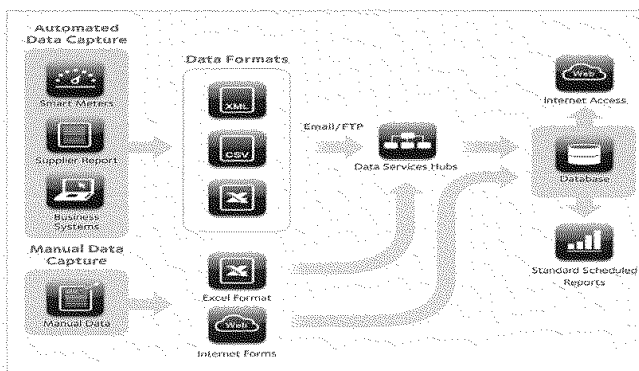 Automated
Data Capture
Smart Meters
Supplier Report
Business
Systems
Manual Data
Capture
Manual Data
Data Formats
XML
CSV
Excel Format
Web
Internet Forms
Email/FTP
Data Services Hubs
Web
Internet Access
Database
Standard Scheduled
Reports